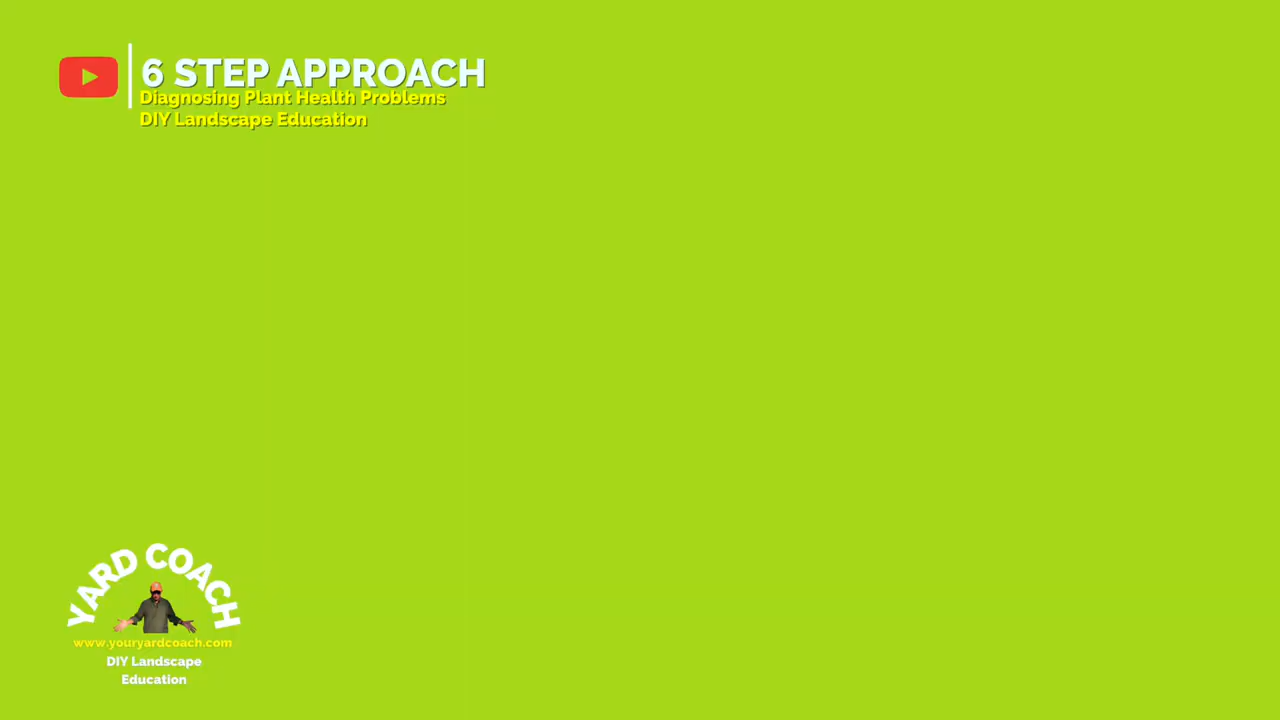 6 STEP APPROACH
Diagnosing Plant Health Problems
DIY Landscape Education
YARD COACH
www.youryardcoach.com
DIY Landscape
Education